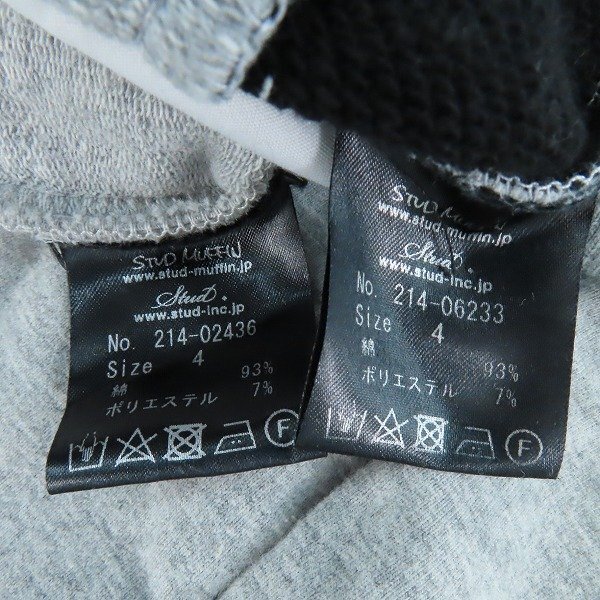 STUD MUFFIN
www.stud-muffin.jp
Stud.
www.stud-inc.jp
No. 214-02436
Size 4
綿 93%
ポリエステル 7%
F
STUD MUFFIN
www.stud-muffin.jp
Stud.
www.stud-inc.jp
No. 214-06233
Size 4
綿 93%
ポリエステル 7%
F